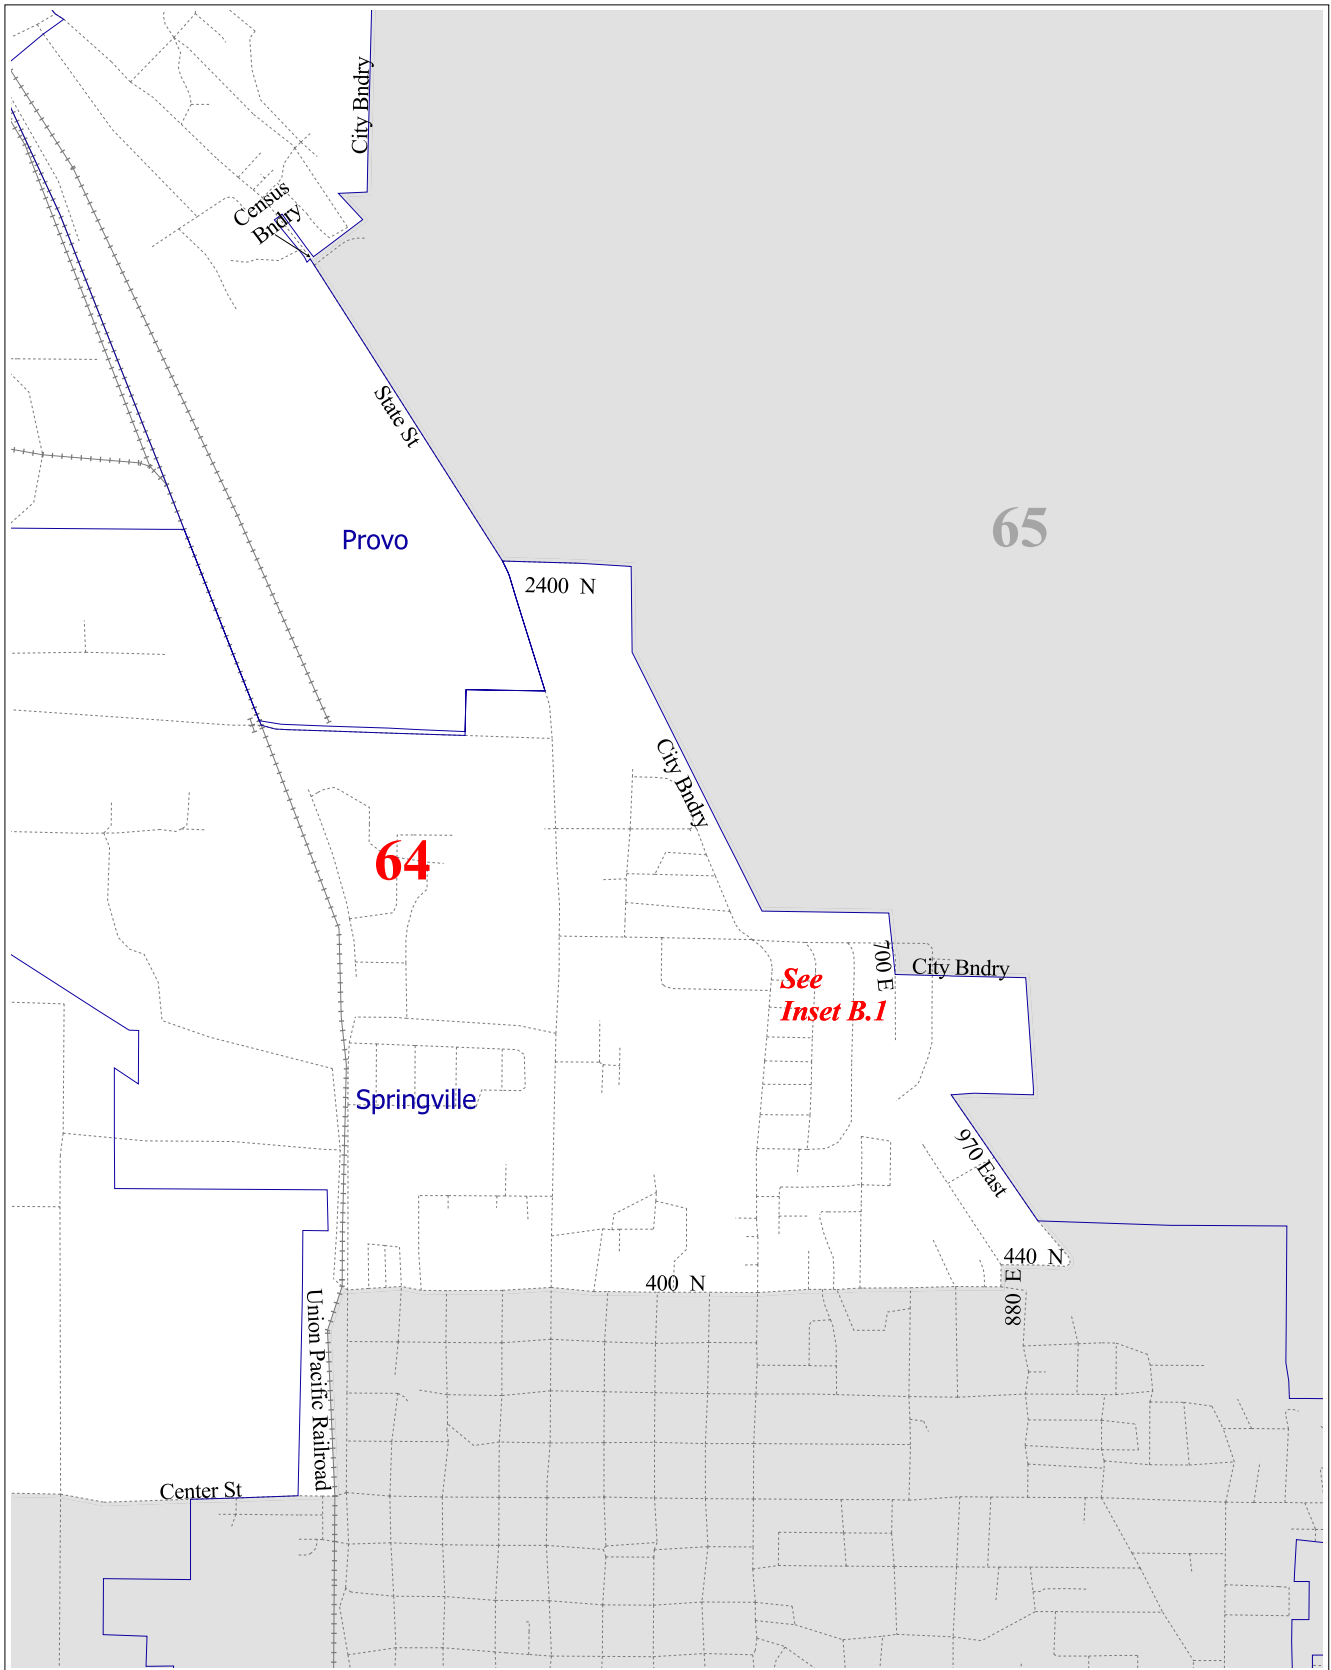 City Bndry
Census
Bndry
State St
65
Provo
2400 N
City Bndry
64
700 E
City Bndry
See
Inset B.1
Springville
970 East
440 N
400 N
880 E
Union Pacific Railroad
Center St